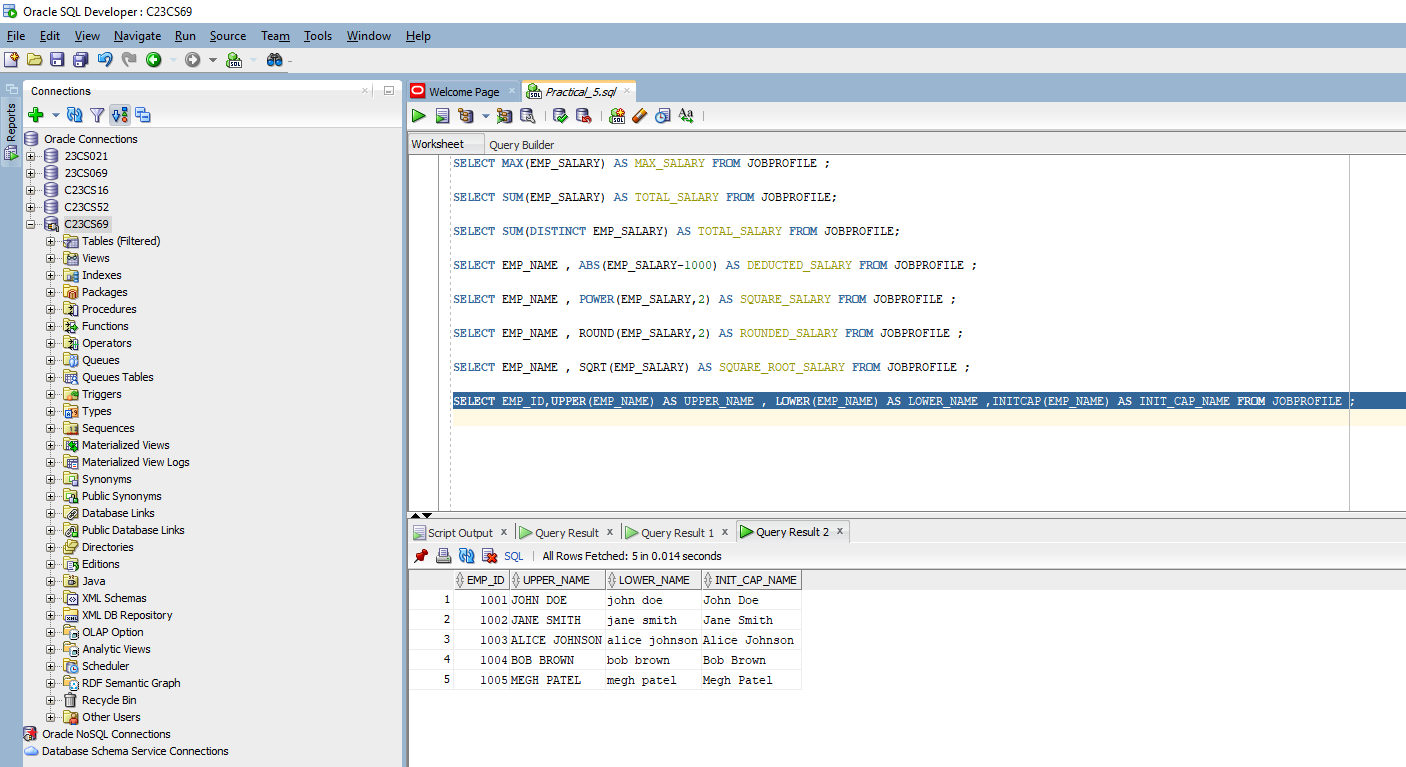 Oracle SQL Developer : C23CS69
File Edit View Navigate Run Source Team Tools Window Help
Reports
Connections
Oracle Connections
23CS021
23CS069
C23CS16
C23CS52
C23CS69
Tables (Filtered)
Views
Indexes
Packages
Procedures
Functions
Operators
Queues
Queues Tables
Triggers
Types
Sequences
Materialized Views
Materialized View Logs
Synonyms
Public Synonyms
Database Links
Public Database Links
Directories
Editions
Java
XML Schemas
XML DB Repository
OLAP Option
Analytic Views
Scheduler
RDF Semantic Graph
Recycle Bin
Other Users
Oracle NoSQL Connections
Database Schema Service Connections
Welcome Page Practical_5.sql
Worksheet Query Builder
SELECT MAX(EMP_SALARY) AS MAX_SALARY FROM JOBPROFILE ;
SELECT SUM(EMP_SALARY) AS TOTAL_SALARY FROM JOBPROFILE;
SELECT SUM(DISTINCT EMP_SALARY) AS TOTAL_SALARY FROM JOBPROFILE;
SELECT EMP_NAME , ABS(EMP_SALARY-1000) AS DEDUCTED_SALARY FROM JOBPROFILE ;
SELECT EMP_NAME , POWER(EMP_SALARY,2) AS SQUARE_SALARY FROM JOBPROFILE ;
SELECT EMP_NAME , ROUND(EMP_SALARY,2) AS ROUNDED_SALARY FROM JOBPROFILE ;
SELECT EMP_NAME , SQRT(EMP_SALARY) AS SQUARE_ROOT_SALARY FROM JOBPROFILE ;
SELECT EMP_ID,UPPER(EMP_NAME) AS UPPER_NAME , LOWER(EMP_NAME) AS LOWER_NAME ,INITCAP(EMP_NAME) AS INIT_CAP_NAME FROM JOBPROFILE ;
Script Output Query Result Query Result 1 Query Result 2
SQL All Rows Fetched: 5 in 0.014 seconds
EMP_ID UPPER_NAME LOWER_NAME INIT_CAP_NAME
1 1001 JOHN DOE john doe John Doe
2 1002 JANE SMITH jane smith Jane Smith
3 1003 ALICE JOHNSON alice johnson Alice Johnson
4 1004 BOB BROWN bob brown Bob Brown
5 1005 MEGH PATEL megh patel Megh Patel